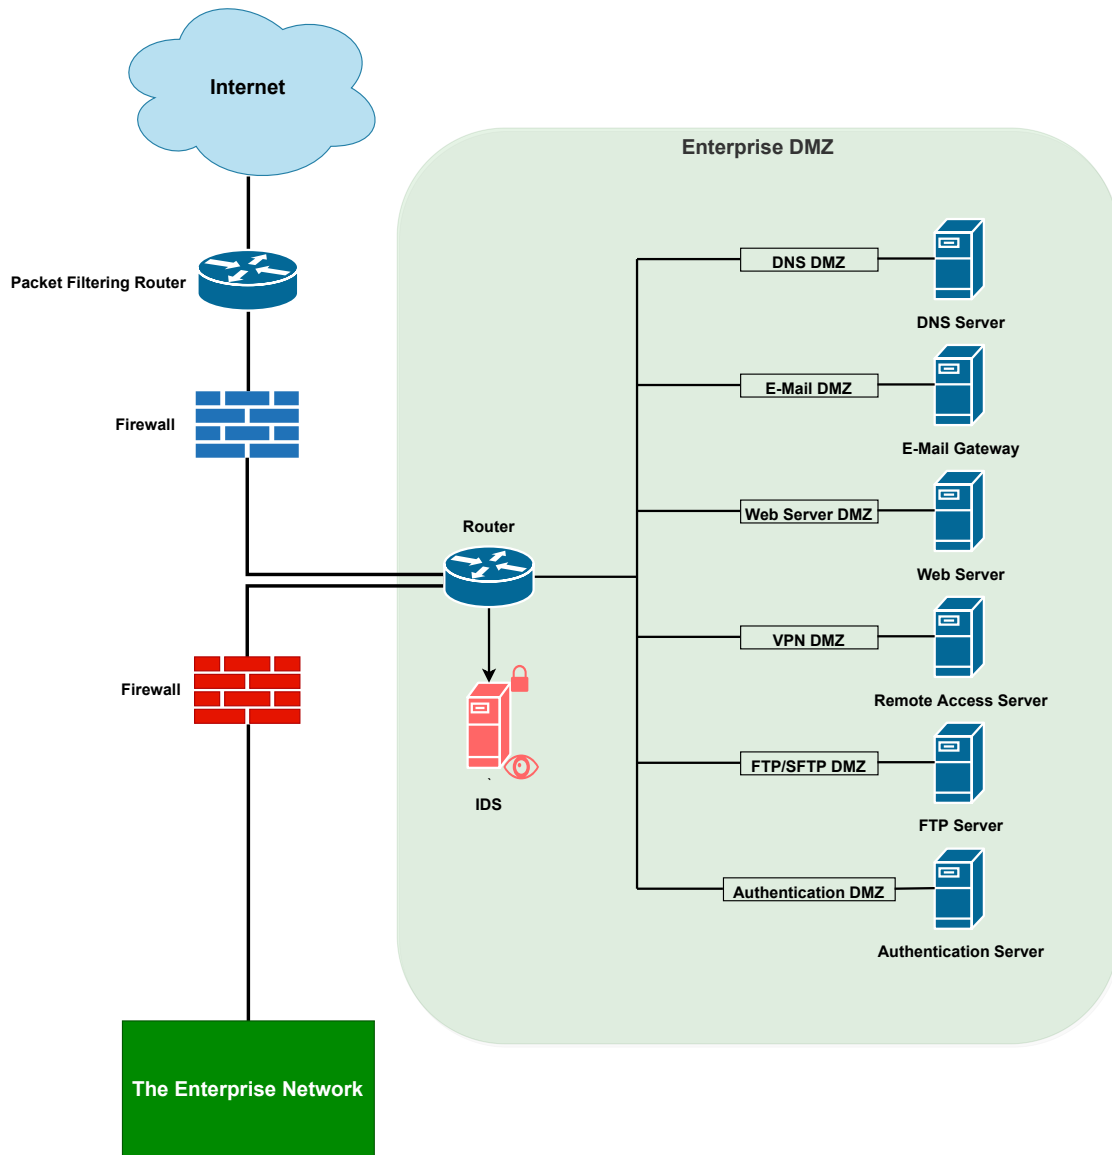 Internet
Enterprise DMZ
Packet Filtering Router
DNS DMZ
DNS Server
E-Mail DMZ
Firewall
E-Mail Gateway
Web Server DMZ
Router
Web Server
VPN DMZ
Firewall
Remote Access Server
FTP/SFTP DMZ
IDS
FTP Server
Authentication DMZ
Authentication Server
The Enterprise Network